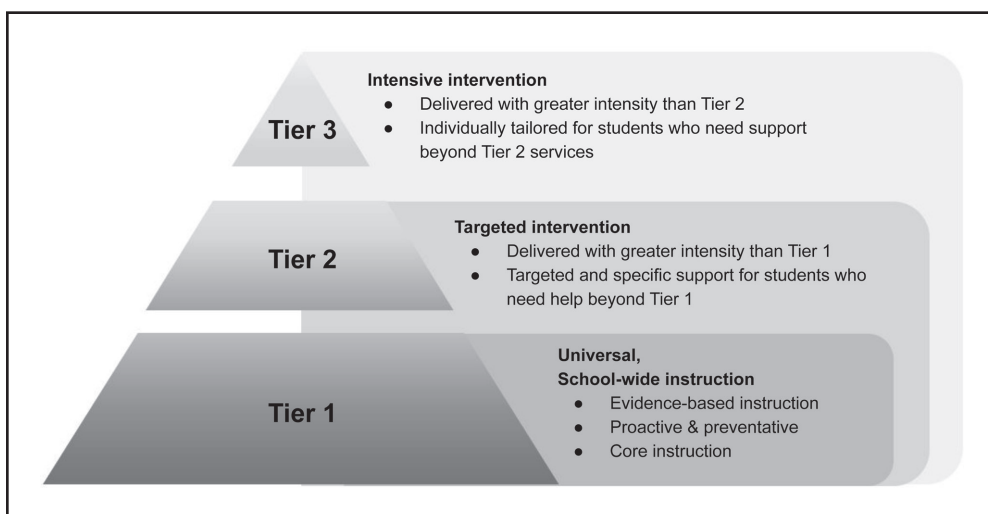 Tier 3
Intensive intervention
● Delivered with greater intensity than Tier 2
● Individually tailored for students who need support
beyond Tier 2 services
Tier 2
Targeted intervention
● Delivered with greater intensity than Tier 1
● Targeted and specific support for students who
need help beyond Tier 1
Tier 1
Universal,
School-wide instruction
● Evidence-based instruction
● Proactive & preventative
● Core instruction